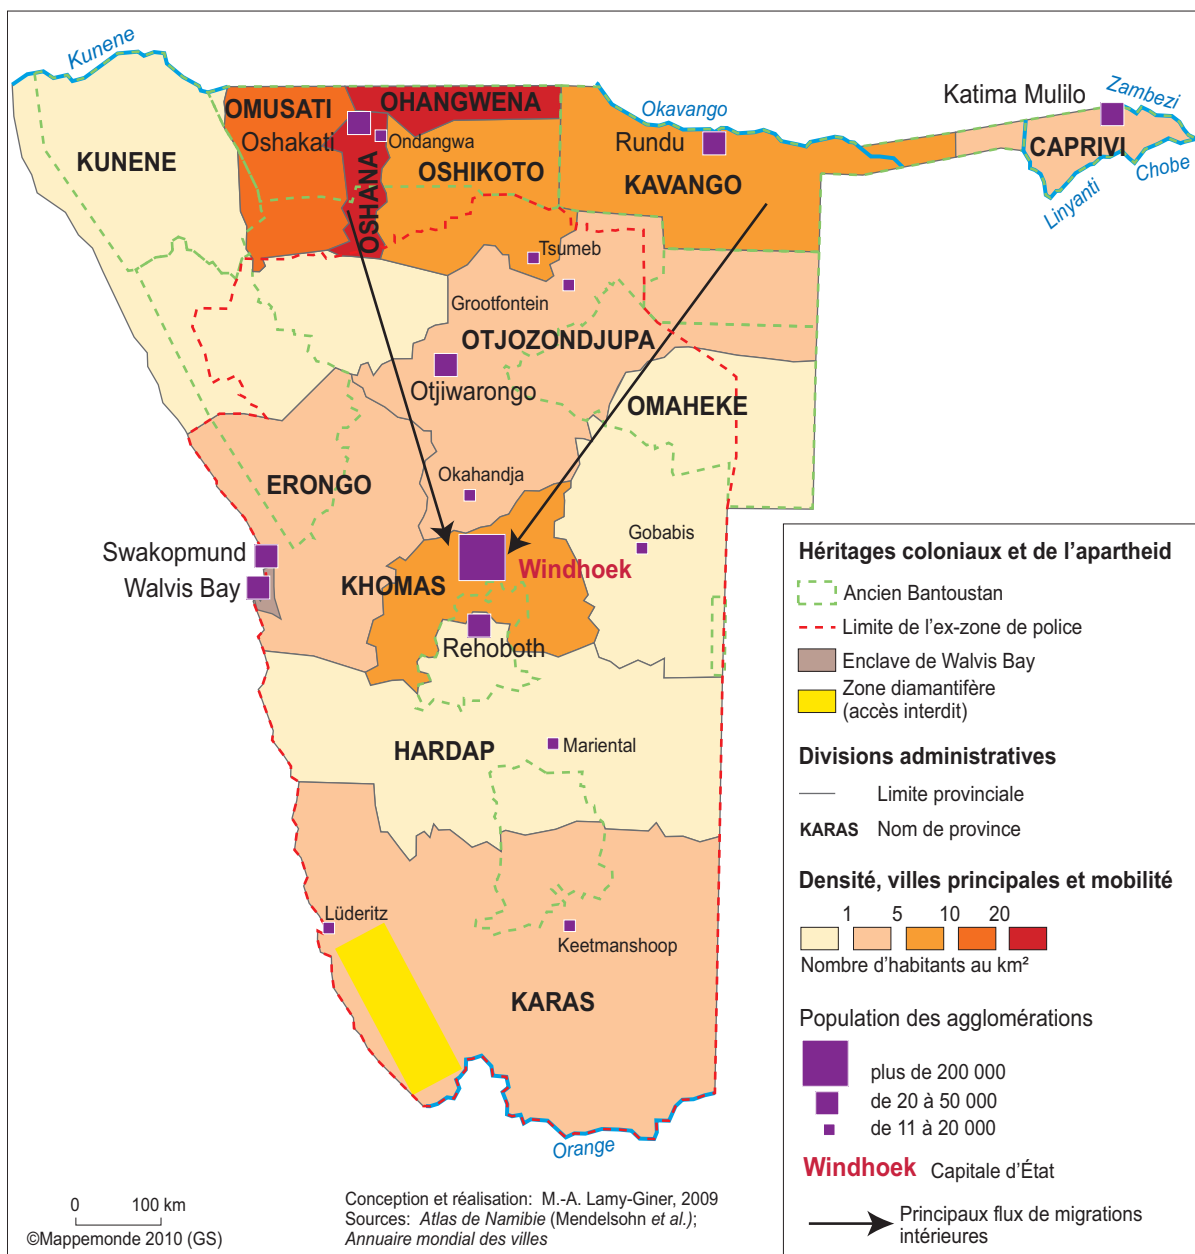 Kunene
Zambezi
Katima Mulilo
OMUSATI
OHANGWENA
Okavango
Oshakati
Ondangwa
Rundu
CAPRIVI
KUNENE
OSHIKOTO
KAVANGO
Chobe
Linyanti
OSHANA
Tsumeb
Grootfontein
OTJOZONDJUPA
Otjiwarongo
OMAHEKE
Okahandja
ERONGO
Gobabis
Swakopmund
Windhoek
Walvis Bay
KHOMAS
Rehoboth
HARDAP
Mariental
Lüderitz
Keetmanshoop
KARAS
Orange
Héritages coloniaux et de l'apartheid
Ancien Bantoustan
Limite de l'ex-zone de police
Enclave de Walvis Bay
Zone diamantifère
(accès interdit)
Divisions administratives
Limite provinciale
KARAS Nom de province
Densité, villes principales et mobilité
1 5 10 20
Nombre d'habitants au km²
Population des agglomérations
plus de 200 000
de 20 à 50 000
de 11 à 20 000
Windhoek Capitale d'État
Principaux flux de migrations
intérieures
0 100 km
©Mappemonde 2010 (GS)
Conception et réalisation: M.-A. Lamy-Giner, 2009
Sources: Atlas de Namibie (Mendelsohn et al.);
Annuaire mondial des villes